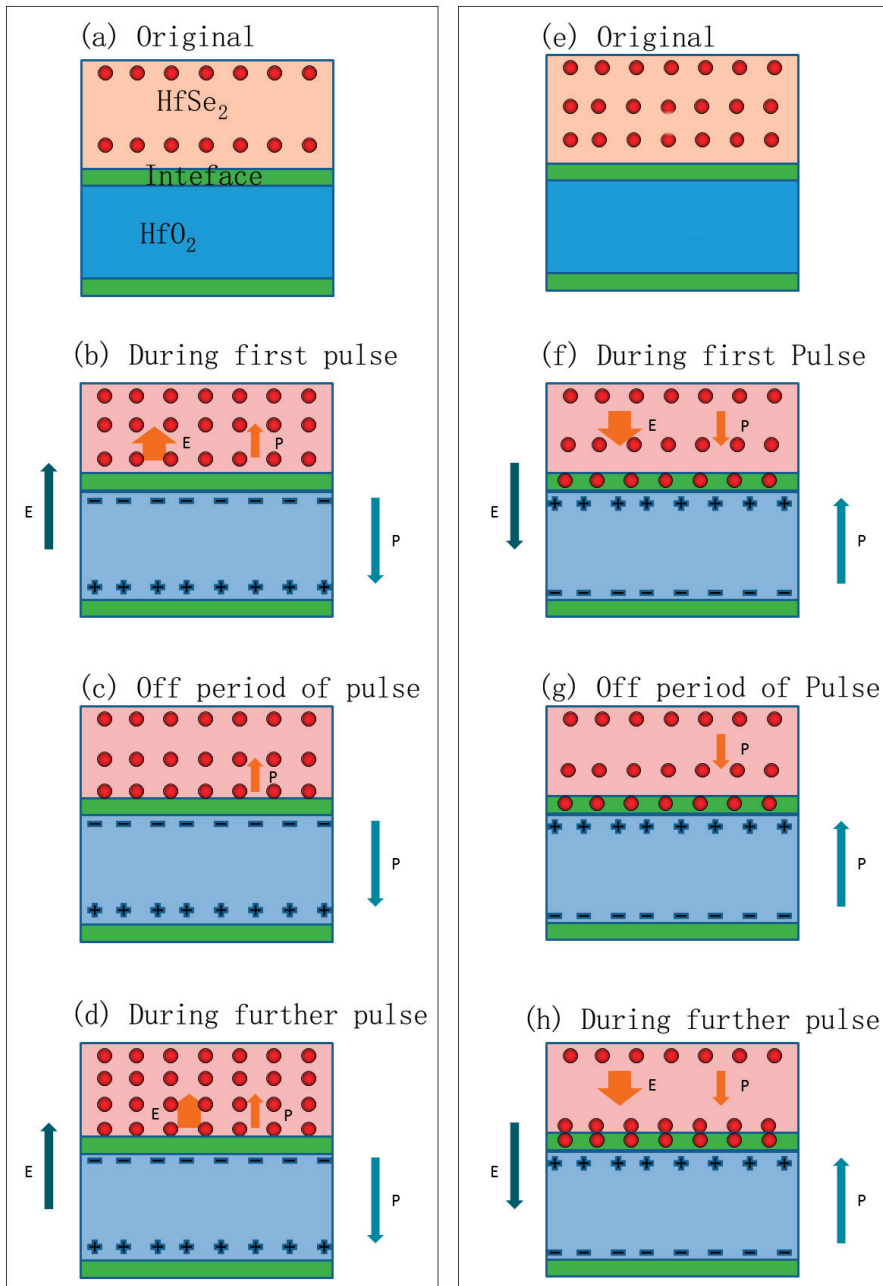 (a) Original
HfSe₂
Inteface
HfO₂
(b) During first pulse
E
P
E
P
(c) Off period of pulse
P
P
(d) During further pulse
E
P
E
P
(e) Original
(f) During first Pulse
E
P
E
P
(g) Off period of Pulse
P
P
(h) During further pulse
E
P
E
P